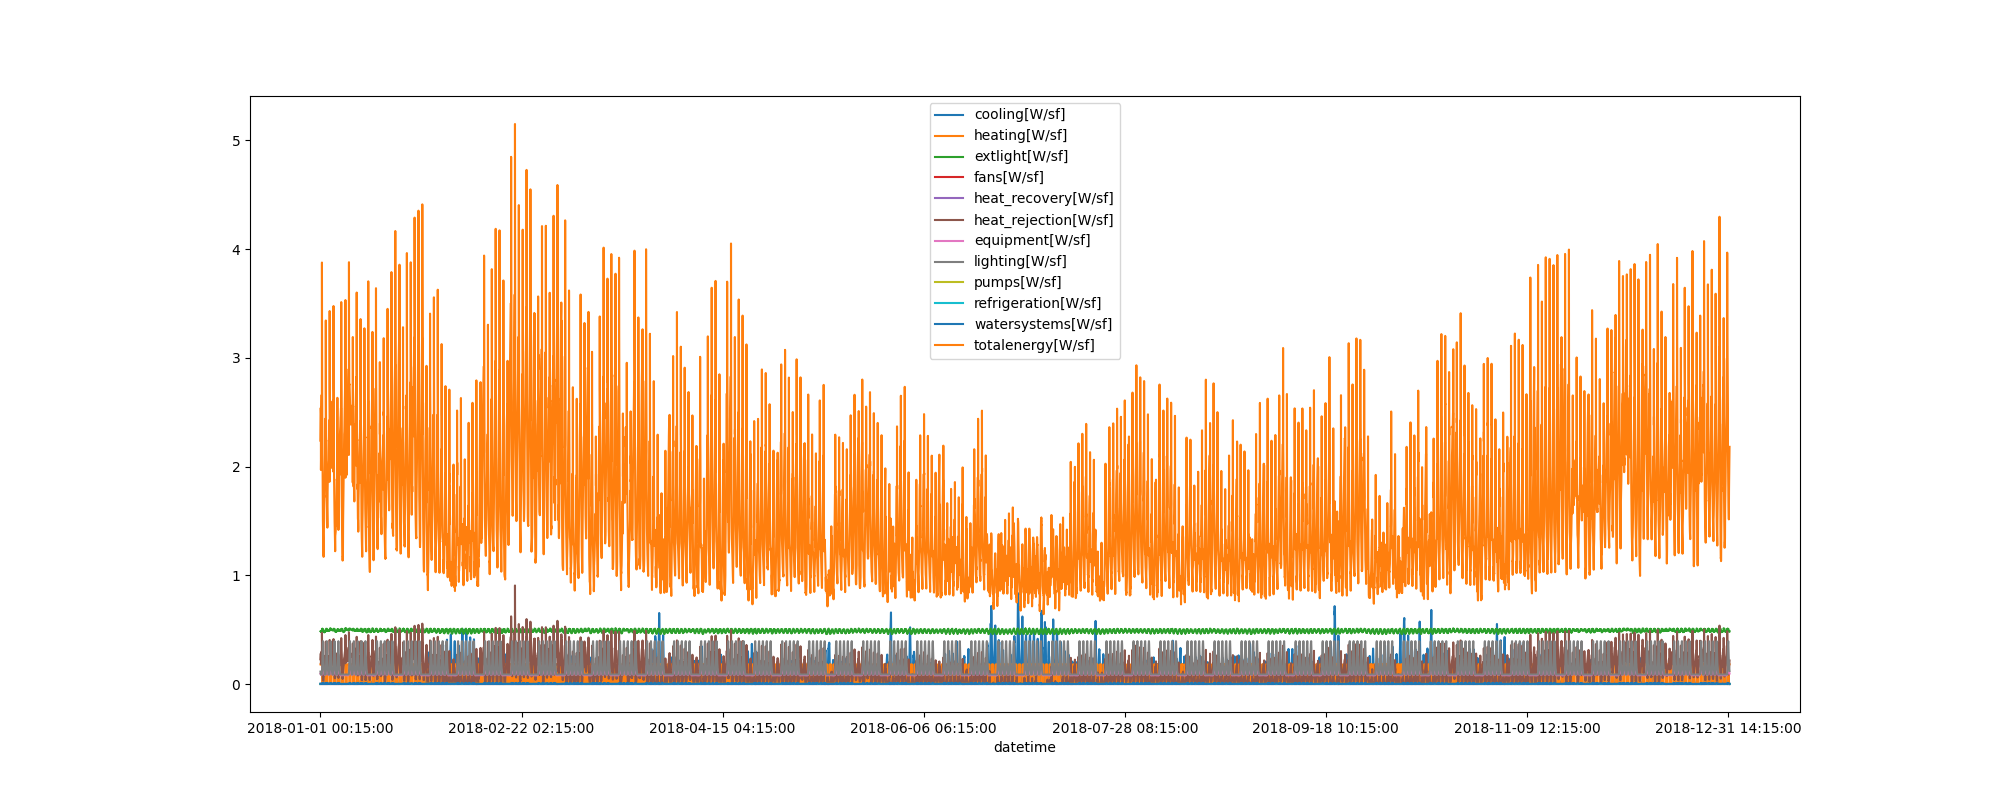 cooling[W/sf]
heating[W/sf]
extlight[W/sf]
fans[W/sf]
heat_recovery[W/sf]
heat_rejection[W/sf]
equipment[W/sf]
lighting[W/sf]
pumps[W/sf]
refrigeration[W/sf]
watersystems[W/sf]
totalenergy[W/sf]
5
4
3
2
1
0
2018-01-01 00:15:00 2018-02-22 02:15:00 2018-04-15 04:15:00 2018-06-06 06:15:00 2018-07-28 08:15:00 2018-09-18 10:15:00 2018-11-09 12:15:00 2018-12-31 14:15:00
datetime